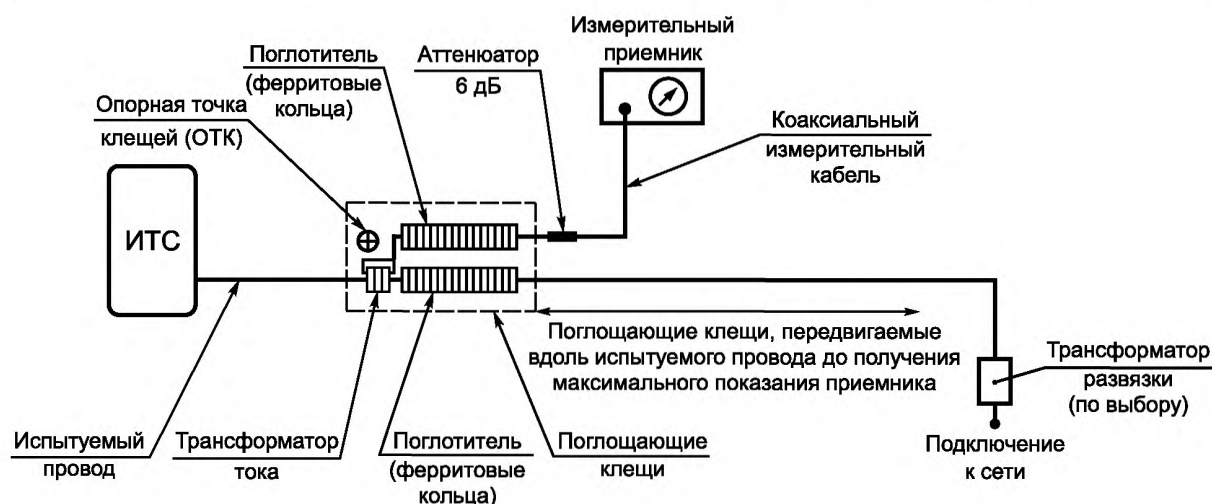 Измерительный
приемник
Поглотитель
(ферритовые
кольца)
Аттенюатор
6 дБ
Опорная точка
клещей (ОТК)
Коаксиальный
измерительный
кабель
ИТС
Поглощающие клещи, передвигаемые
вдоль испытуемого провода до получения
максимального показания приемника
Трансформатор
развязки
(по выбору)
Испытуемый
провод
Трансформатор
тока
Поглотитель
(ферритовые
кольца)
Поглощающие
клещи
Подключение
к сети